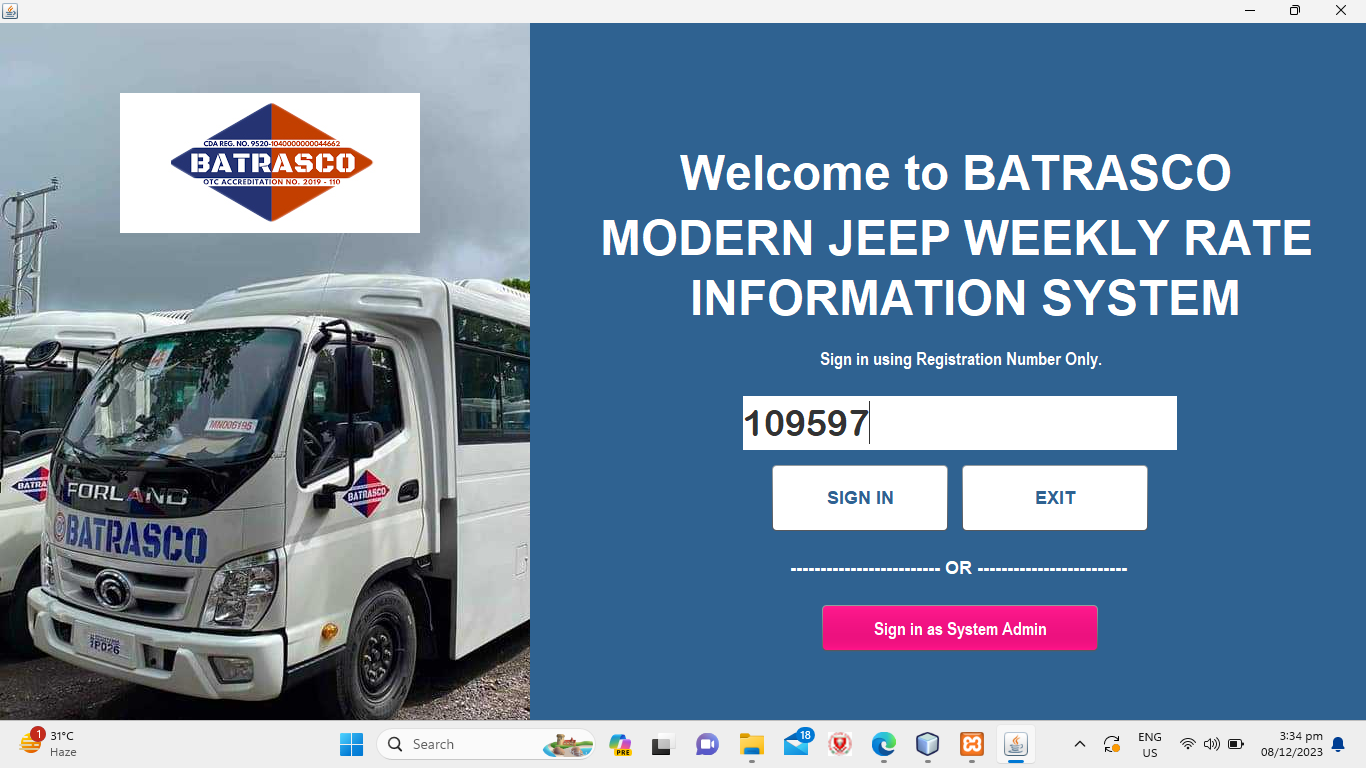 CDA REG. NO. 9520-1040000000044662
BATRASCO
OTC ACCREDITATION NO. 2019 - 110
MN006195
FORLAND
BATRASCO
BATRASCO
BATRASCO
Welcome to BATRASCO
MODERN JEEP WEEKLY RATE
INFORMATION SYSTEM
Sign in using Registration Number Only.
109597
SIGN IN
EXIT
------------------------- OR -------------------------
Sign in as System Admin
1
31°C
Haze
Search
PRE
18
ENG
US
3:34 pm
08/12/2023